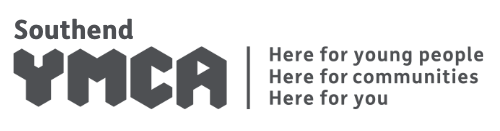 Southend
YMCA
Here for young people
Here for communities
Here for you